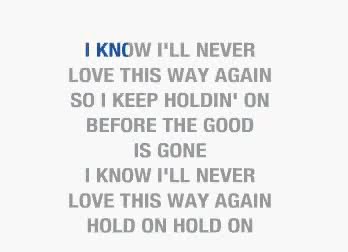 I KNOW I'LL NEVER
LOVE THIS WAY AGAIN
SO I KEEP HOLDIN' ON
BEFORE THE GOOD
IS GONE
I KNOW I'LL NEVER
LOVE THIS WAY AGAIN
HOLD ON HOLD ON